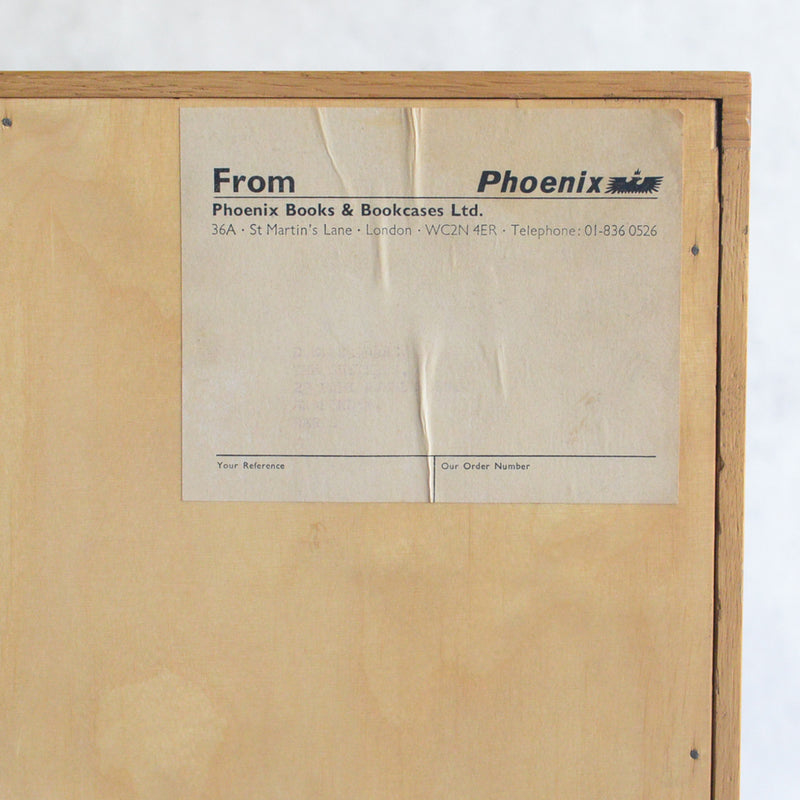 From Phoenix
Phoenix Books & Bookcases Ltd.
36A · St Martin's Lane · London · WC2N 4ER · Telephone: 01-836 0526
Your Reference Our Order Number